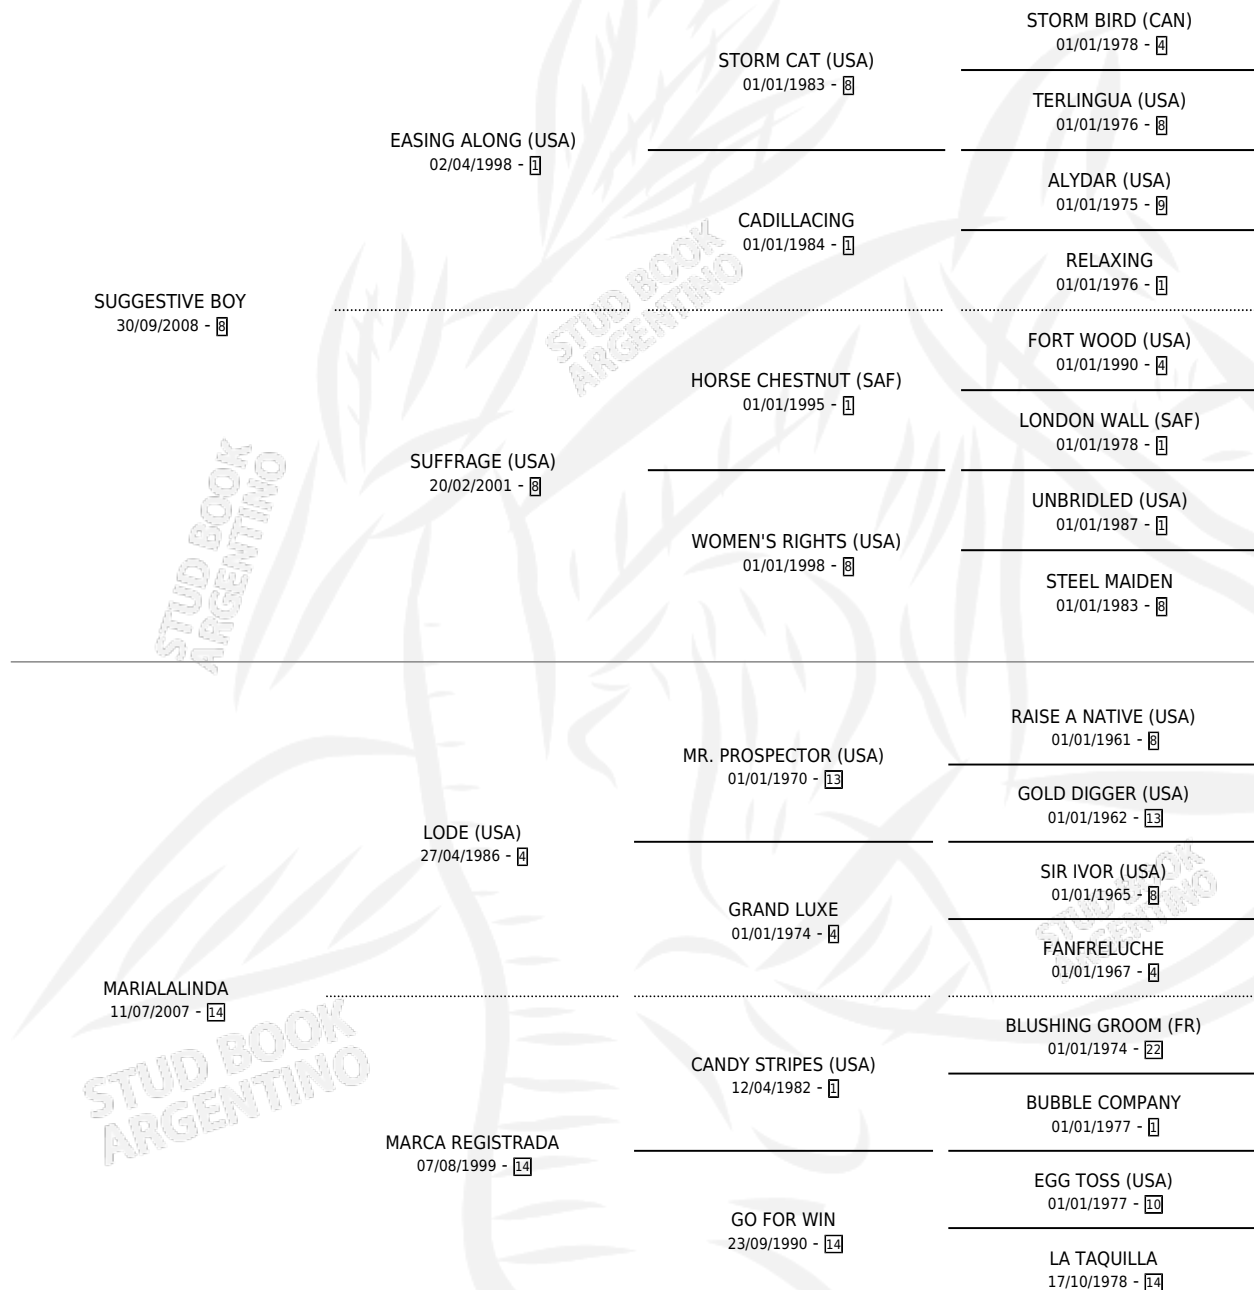 STORM BIRD (CAN)
01/01/1978 - 4
STORM CAT (USA)
01/01/1983 - 8
TERLINGUA (USA)
01/01/1976 - 8
EASING ALONG (USA)
02/04/1998 - 1
ALYDAR (USA)
01/01/1975 - 9
CADILLACING
01/01/1984 - 1
RELAXING
01/01/1976 - 1
SUGGESTIVE BOY
30/09/2008 - 8
STUD BOOK
ARGENTINO
FORT WOOD (USA)
01/01/1990 - 4
HORSE CHESTNUT (SAF)
01/01/1995 - 1
LONDON WALL (SAF)
01/01/1978 - 1
SUFFRAGE (USA)
20/02/2001 - 8
UNBRIDLED (USA)
01/01/1987 - 1
WOMEN'S RIGHTS (USA)
01/01/1998 - 8
STEEL MAIDEN
01/01/1983 - 8
STUD BOOK
ARGENTINO
RAISE A NATIVE (USA)
01/01/1961 - 8
MR. PROSPECTOR (USA)
01/01/1970 - 13
GOLD DIGGER (USA)
01/01/1962 - 13
LODE (USA)
27/04/1986 - 4
SIR IVOR (USA)
01/01/1965 - 8
GRAND LUXE
01/01/1974 - 4
FANFRELUCHE
01/01/1967 - 4
STUD BOOK
ARGENTINO
MARIALALINDA
11/07/2007 - 14
BLUSHING GROOM (FR)
01/01/1974 - 22
CANDY STRIPES (USA)
12/04/1982 - 1
BUBBLE COMPANY
01/01/1977 - 1
STUD BOOK
ARGENTINO
MARCA REGISTRADA
07/08/1999 - 14
EGG TOSS (USA)
01/01/1977 - 10
GO FOR WIN
23/09/1990 - 14
LA TAQUILLA
17/10/1978 - 14